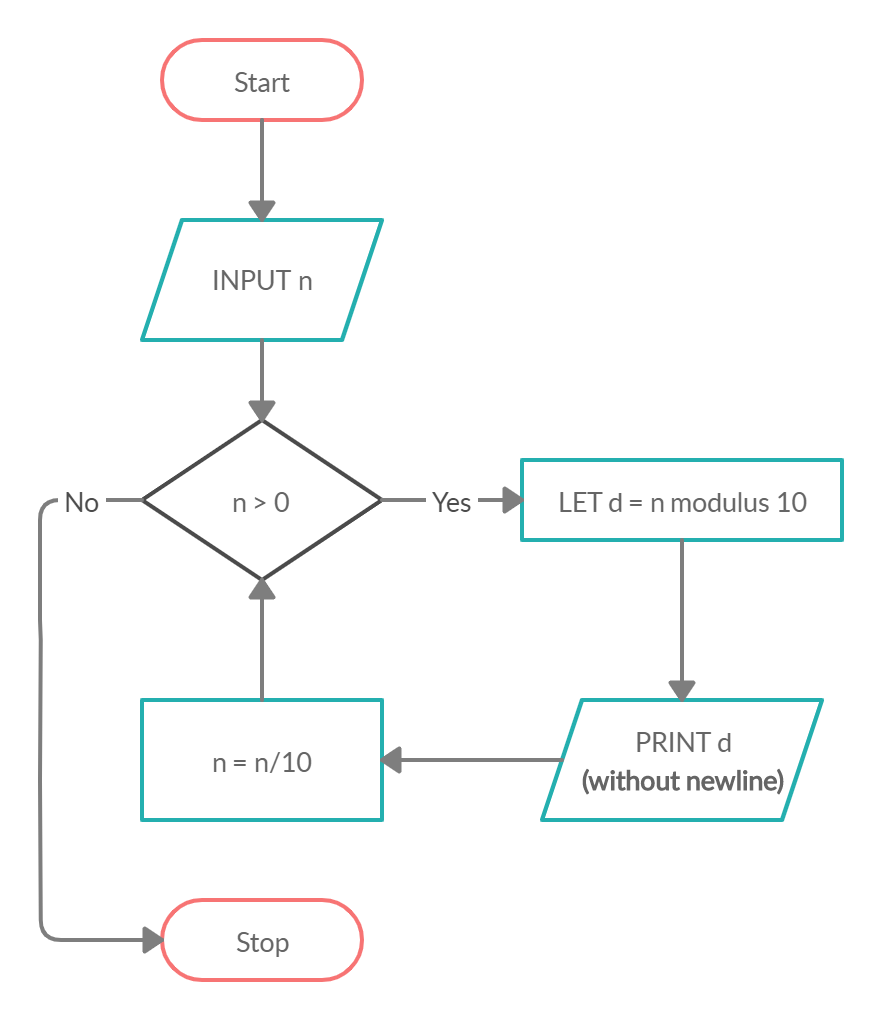 Start
INPUT n
n > 0
No
Yes
LET d = n modulus 10
PRINT d
(without newline)
n = n/10
Stop